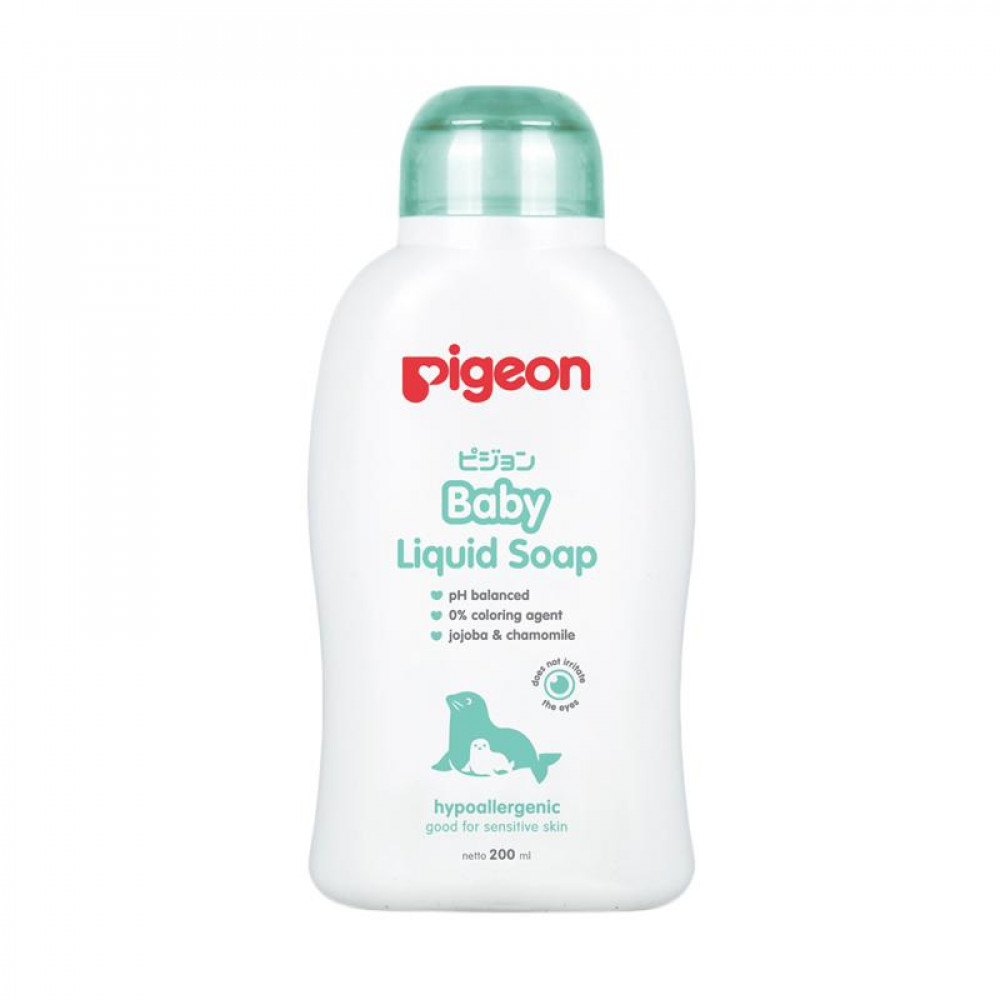 pigeon
ピジョン
Baby
Liquid Soap
pH balanced
0% coloring agent
jojoba & chamomile
does not irritate
the eyes
hypoallergenic
good for sensitive skin
netto 200 ml